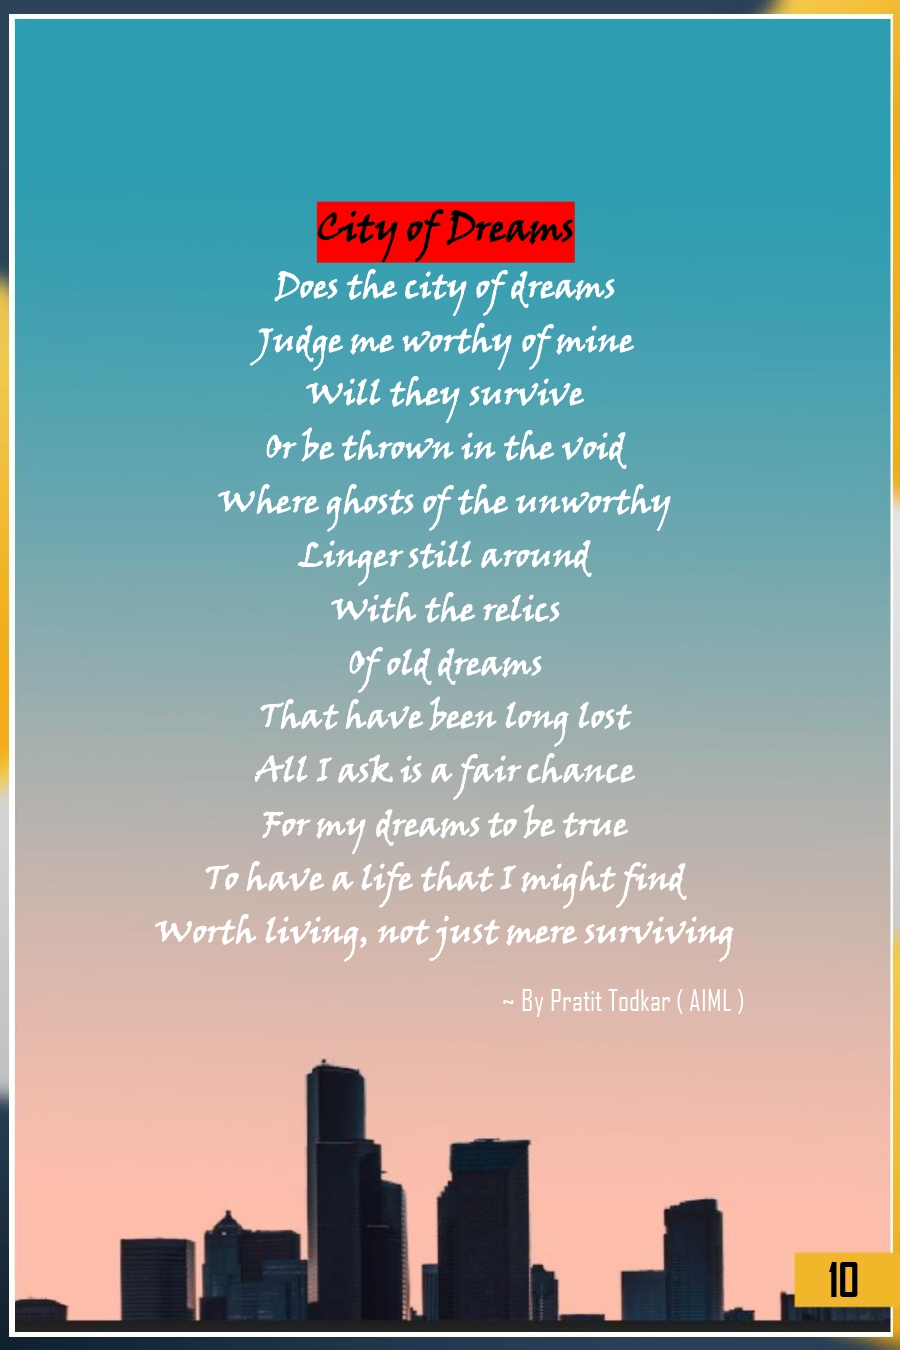 City of Dreams
Does the city of dreams
Judge me worthy of mine
Will they survive
Or be thrown in the void
Where ghosts of the unworthy
Linger still around
With the relics
Of old dreams
That have been long lost
All I ask is a fair chance
For my dreams to be true
To have a life that I might find
Worth living, not just mere surviving
~ By Pratit Todkar ( AIML )
10